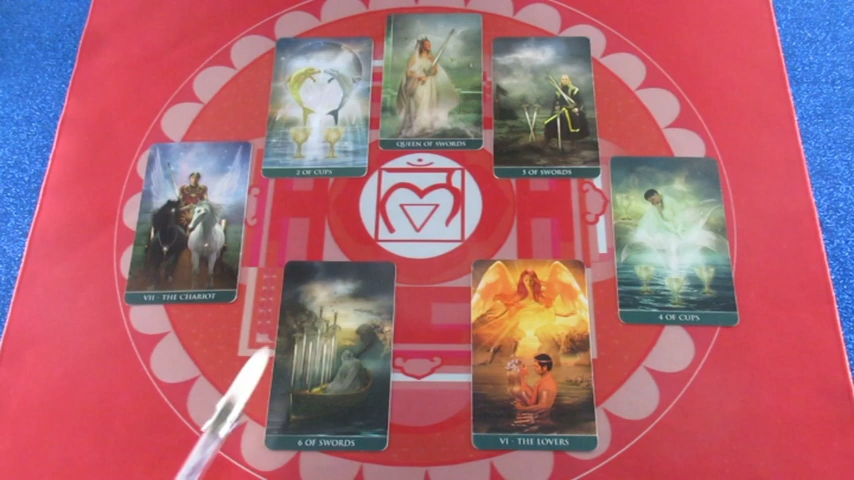 QUEEN OF SWORDS
2 OF CUPS
5 OF SWORDS
VII · THE CHARIOT
4 OF CUPS
6 OF SWORDS
VI · THE LOVERS